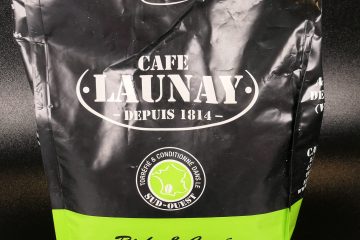 CAFE
LAUNAY
- DEPUIS 1814 -
TORRÉFIÉ & CONDITIONNÉ DANS LE
SUD-OUEST